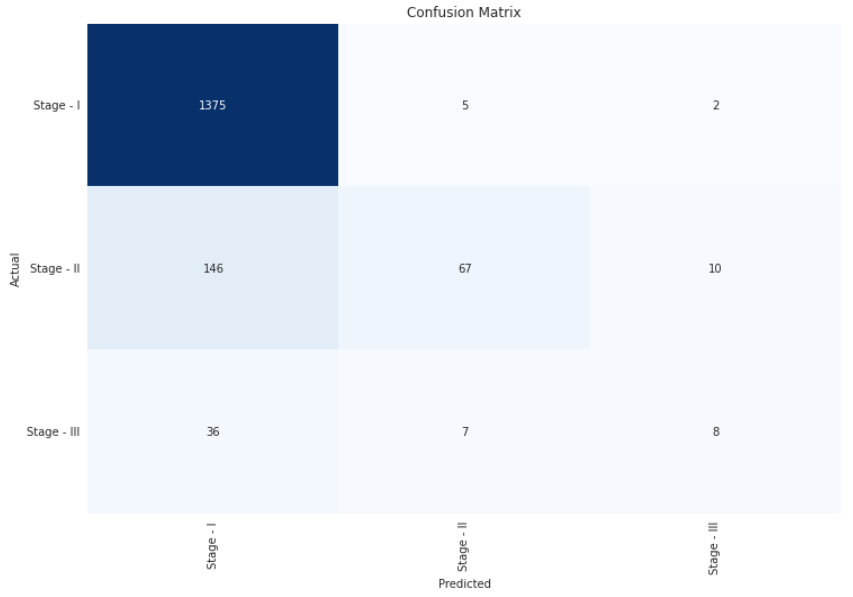 Confusion Matrix
Stage - I
1375
5
2
Actual
Stage - II
146
67
10
Stage - III
36
7
8
Stage - I
Stage - II
Stage - III
Predicted